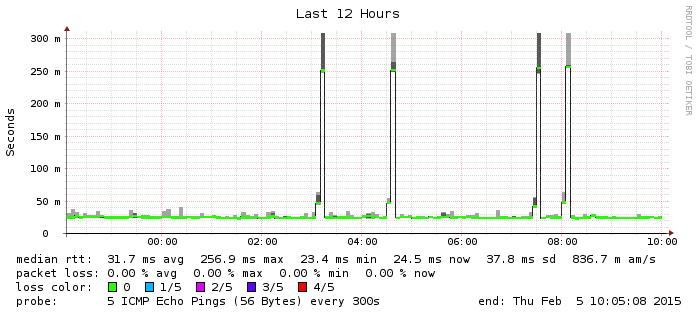 Last 12 Hours
RRDTOOL / TOBI OETIKER
Seconds
300 m
250 m
200 m
150 m
100 m
50 m
0
00:00 02:00 04:00 06:00 08:00 10:00
median rtt: 31.7 ms avg 256.9 ms max 23.4 ms min 24.5 ms now 37.8 ms sd 836.7 m am/s
packet loss: 0.00 % avg 0.00 % max 0.00 % min 0.00 % now
loss color: 0 1/5 2/5 3/5 4/5
probe: 5 ICMP Echo Pings (56 Bytes) every 300s end: Thu Feb 5 10:05:08 2015